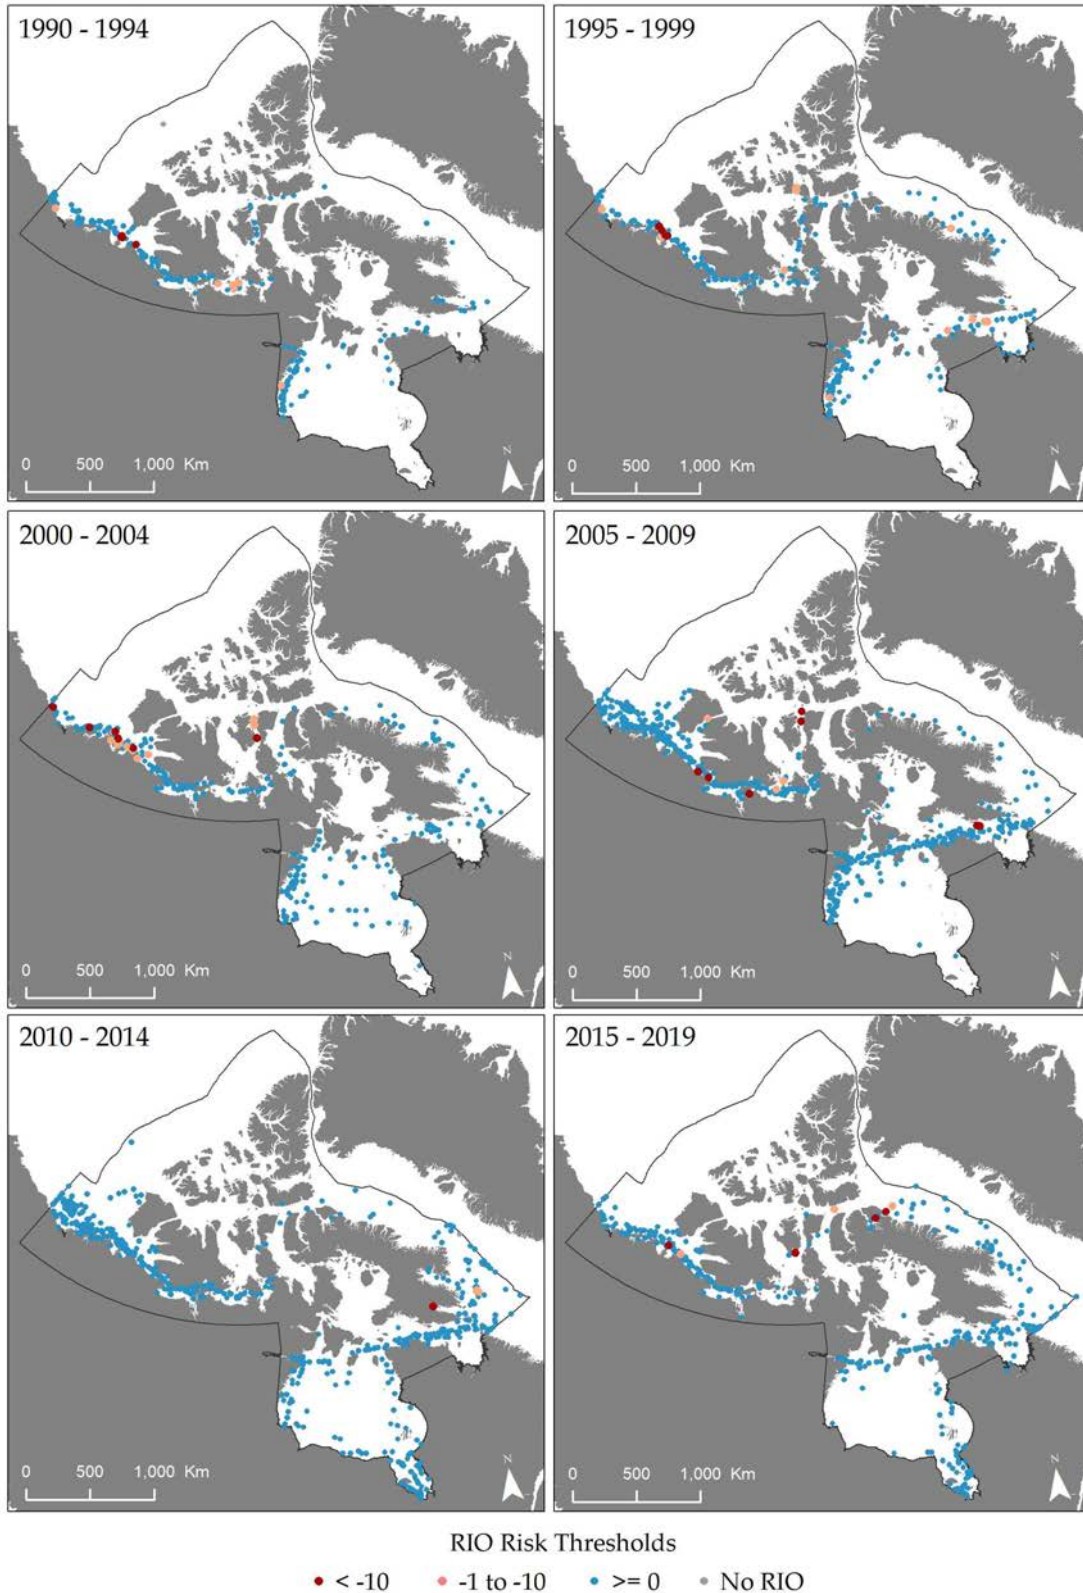 1990 - 1994
1995 - 1999
N
N
0 500 1,000 Km
0 500 1,000 Km
2000 - 2004
2005 - 2009
N
N
0 500 1,000 Km
0 500 1,000 Km
2010 - 2014
2015 - 2019
N
N
0 500 1,000 Km
0 500 1,000 Km
RIO Risk Thresholds
< -10 -1 to -10 >= 0 No RIO